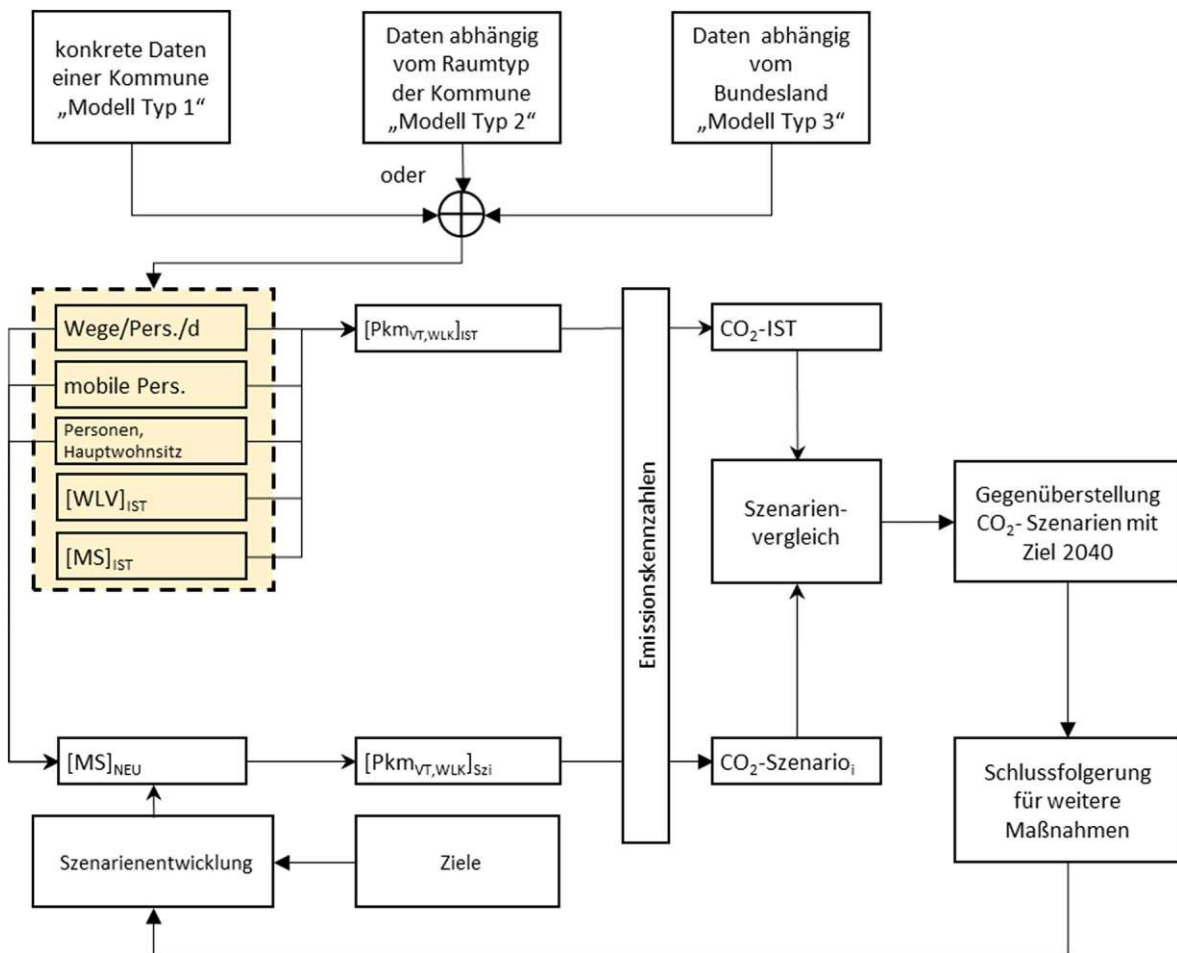 konkrete Daten
einer Kommune
„Modell Typ 1“
Daten abhängig
vom Raumtyp
der Kommune
„Modell Typ 2“
Daten abhängig
vom
Bundesland
„Modell Typ 3“
oder
Wege/Pers./d
mobile Pers.
Personen,
Hauptwohnsitz
[WLV]IST
[MS]IST
[PkmVT,WLK]IST
Emissionskennzahlen
CO2-IST
Szenarien-
vergleich
Gegenüberstellung
CO2- Szenarien mit
Ziel 2040
[MS]NEU
[PkmVT,WLK]Szi
CO2-Szenarioi
Schlussfolgerung
für weitere
Maßnahmen
Szenarienentwicklung
Ziele